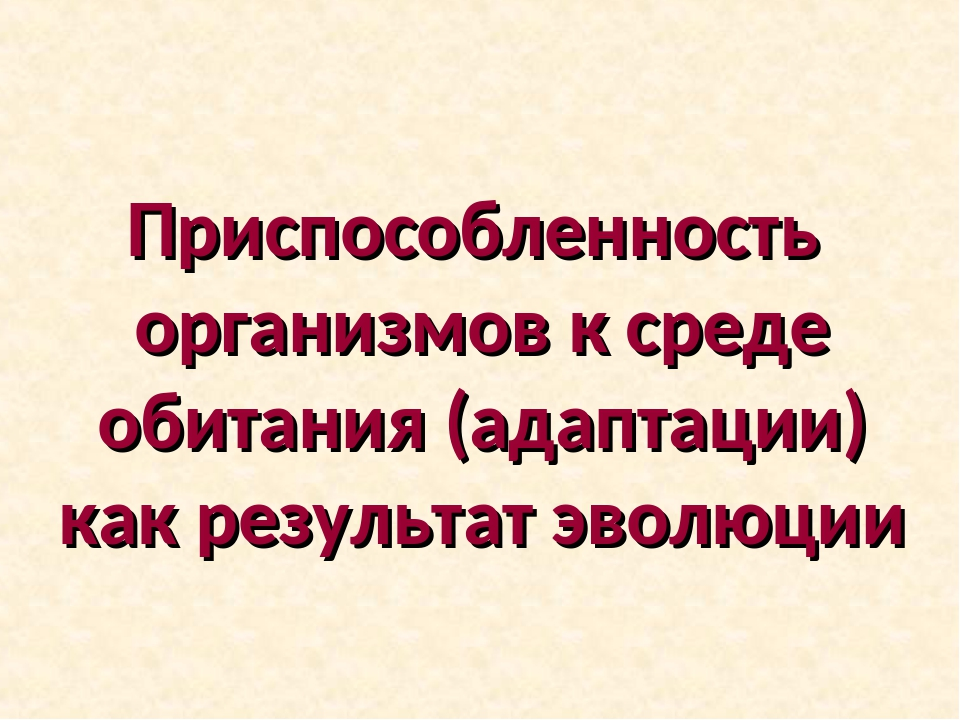 Приспособленность
организмов к среде
обитания (адаптации)
как результат эволюции